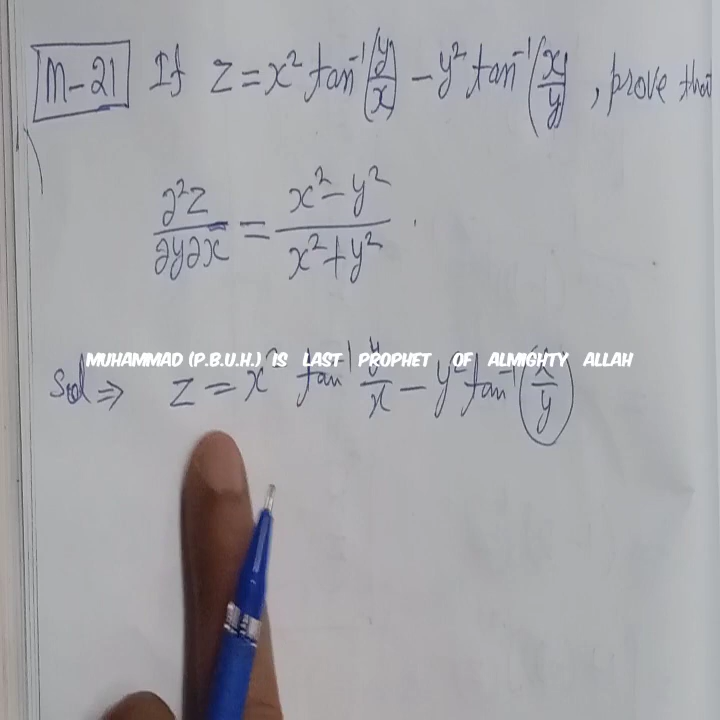 M-21 If z = x² tan⁻¹(y/x) - y² tan⁻¹(x/y), prove that
∂²z/∂y∂x = (x² - y²)/(x² + y²).
MUHAMMAD (P.B.U.H.) IS LAST PROPHET OF ALMIGHTY ALLAH
Sol ⇒ z = x² tan⁻¹ y/x - y² tan⁻¹(x/y)